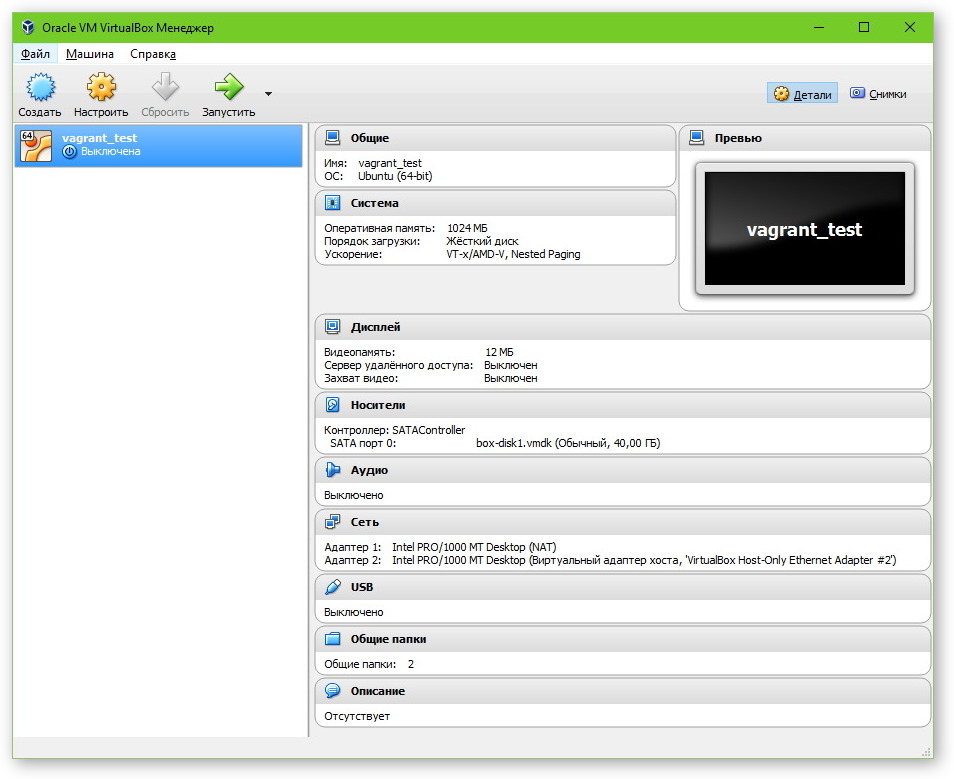 Oracle VM VirtualBox Менеджер
Файл Машина Справка
Создать Настроить Сбросить Запустить Детали Снимки
64 vagrant_test
Выключена
Общие
Имя: vagrant_test
ОС: Ubuntu (64-bit)
Система
Оперативная память: 1024 МБ
Порядок загрузки: Жёсткий диск
Ускорение: VT-x/AMD-V, Nested Paging
Превью
vagrant_test
Дисплей
Видеопамять: 12 МБ
Сервер удалённого доступа: Выключен
Захват видео: Выключен
Носители
Контроллер: SATAController
SATA порт 0: box-disk1.vmdk (Обычный, 40,00 ГБ)
Аудио
Выключено
Сеть
Адаптер 1: Intel PRO/1000 MT Desktop (NAT)
Адаптер 2: Intel PRO/1000 MT Desktop (Виртуальный адаптер хоста, 'VirtualBox Host-Only Ethernet Adapter #2')
USB
Выключено
Общие папки
Общие папки: 2
Описание
Отсутствует